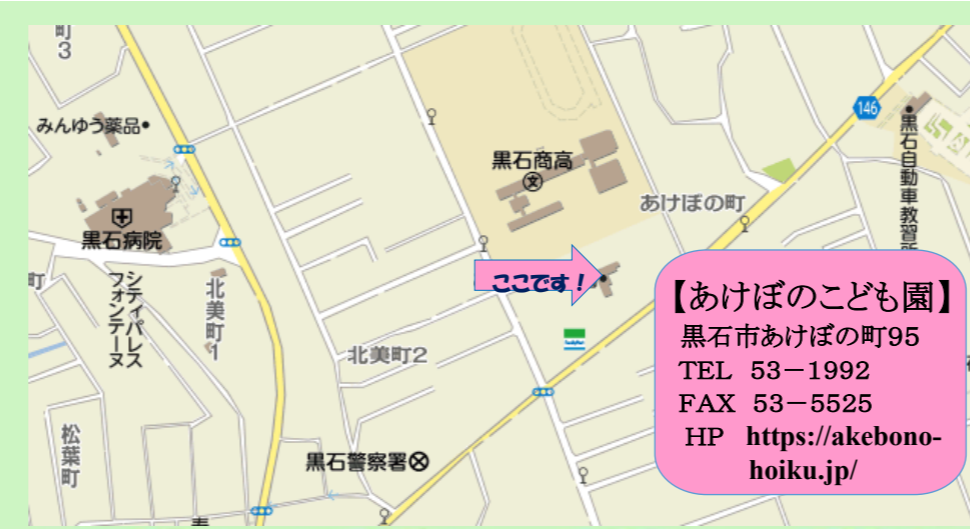 町
3
みんゆう薬品
黒石病院
町
シティパレス
フォンテーヌ
北美町1
松葉町
北美町2
黒石警察署
黒石商高
文
あけぼの町
146
黒石自動車教習所
ここです！
FamilyMart
【あけぼのこども園】
黒石市あけぼの町95
TEL 53－1992
FAX 53－5525
HP https://akebono-
hoiku.jp/